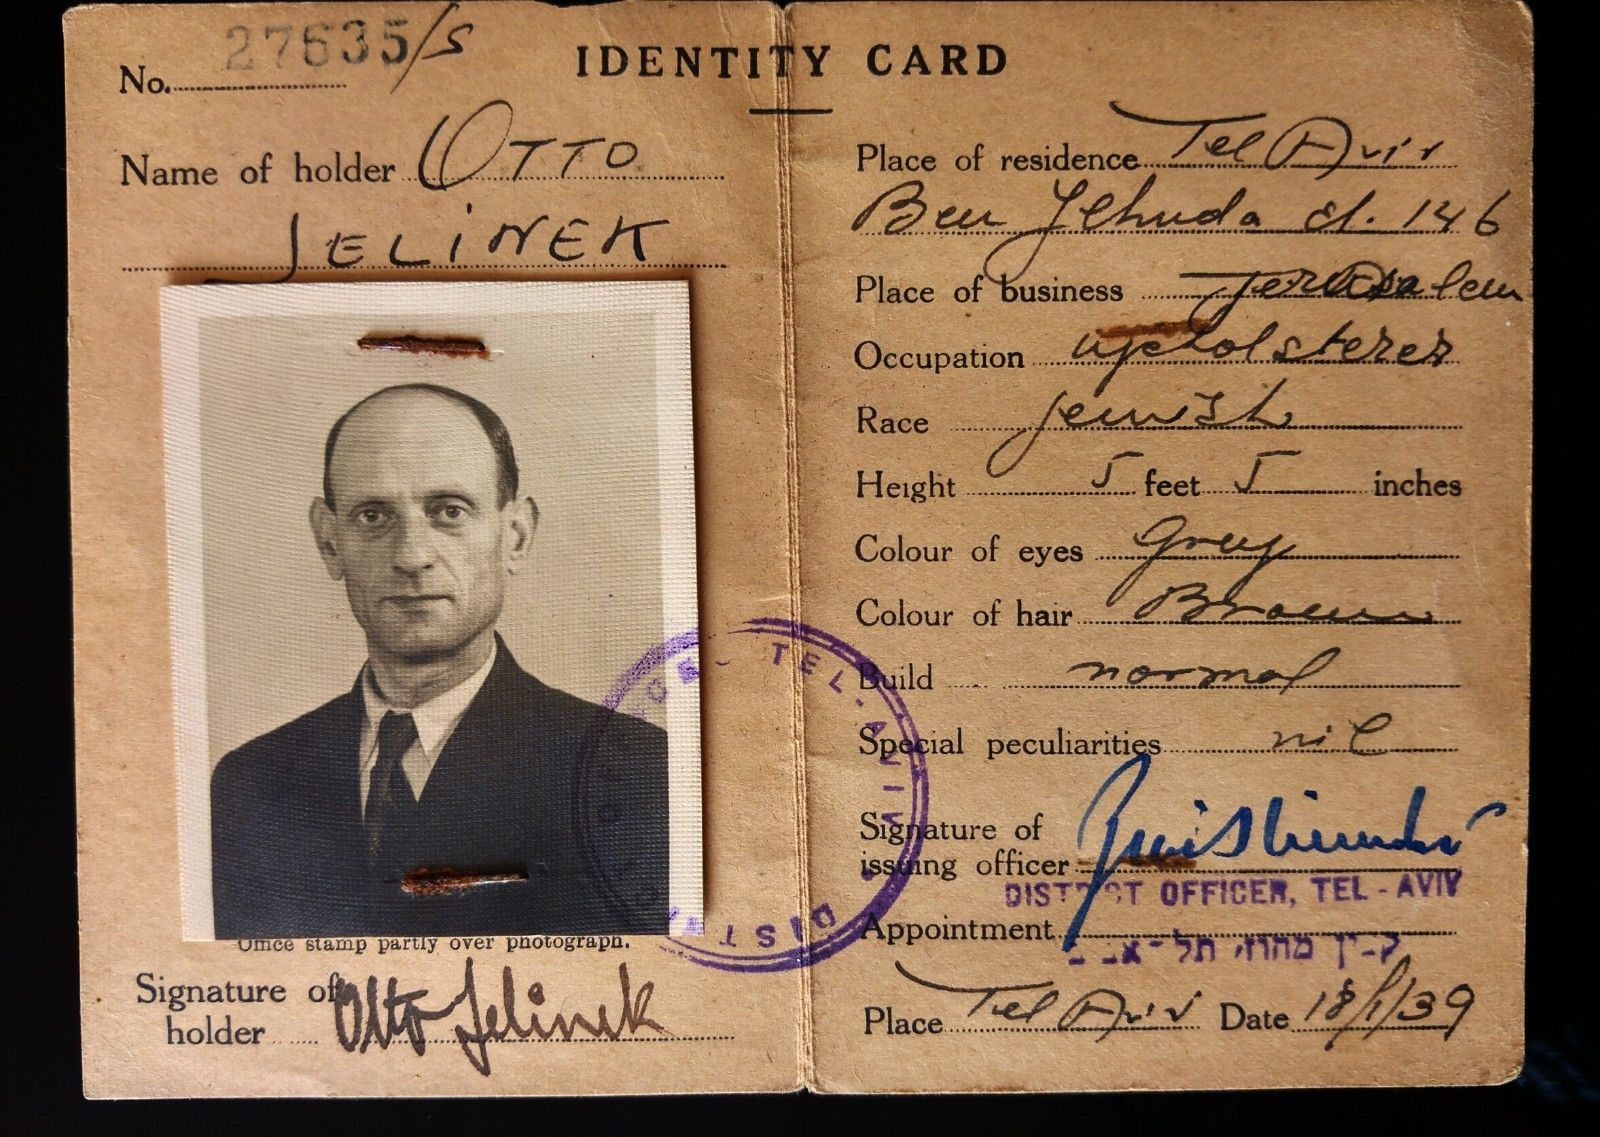 No. 27635/S
IDENTITY CARD
Name of holder OTTO
JELINEK
Office stamp partly over photograph.
Signature of holder Otto Jelinek
Place of residence Tel Aviv
Ben Jehuda st. 146
Place of business Jerusalem
Occupation upholsterer
Race jewish
Height 5 feet 5 inches
Colour of eyes Grey
Colour of hair Brown
Build normal
Special peculiarities nil
Signature of
issuing officer
DISTRICT OFFICER, TEL-AVIV
Appointment
קצין מחוז, תל-אביב
Place Tel Aviv Date 18/1/39
DISTRICT TEL-AVIV